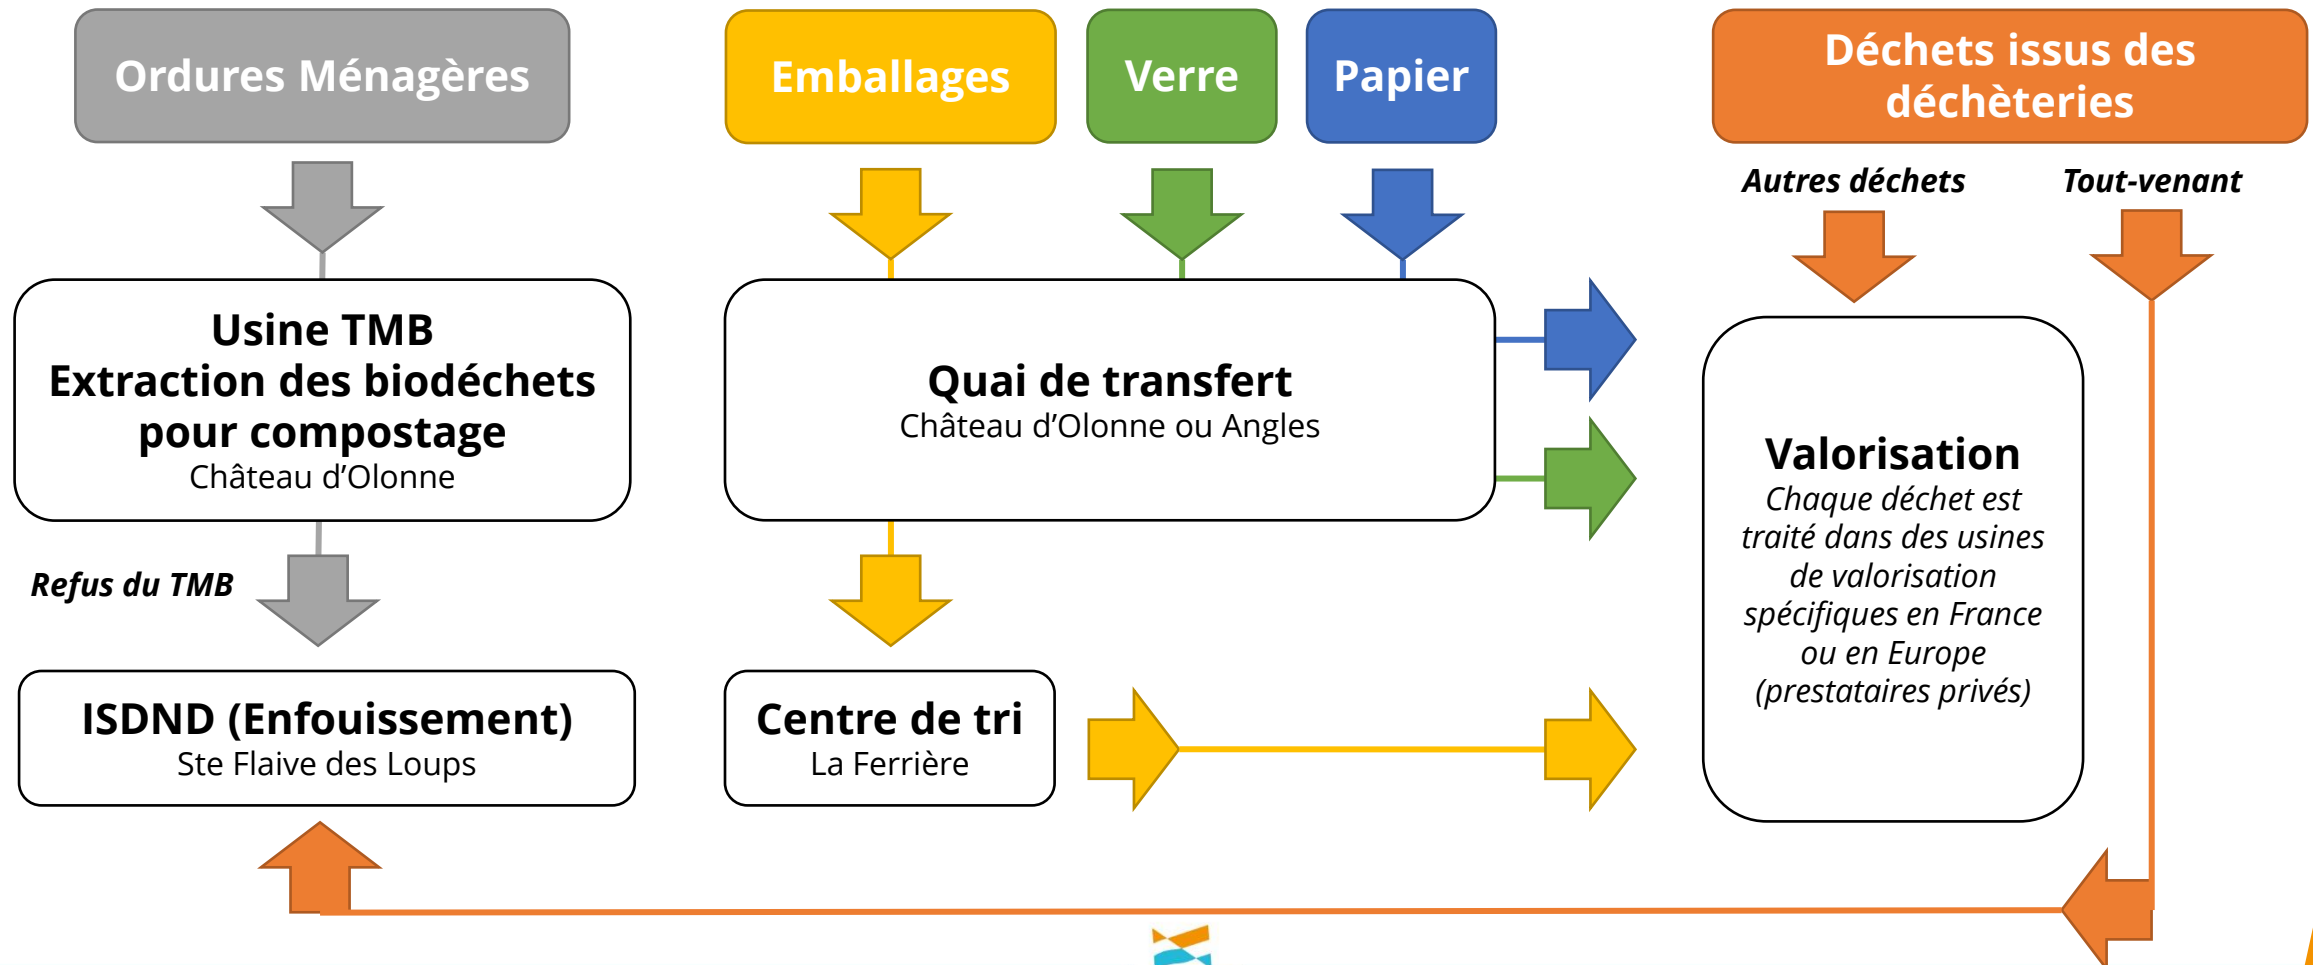 Ordures Ménagères
Emballages
Verre
Papier
Déchets issus des
déchèteries
Autres déchets
Tout-venant
Usine TMB
Extraction des biodéchets
pour compostage
Château d’Olonne
Quai de transfert
Château d’Olonne ou Angles
Valorisation
Chaque déchet est
traité dans des usines
de valorisation
spécifiques en France
ou en Europe
(prestataires privés)
Refus du TMB
ISDND (Enfouissement)
Ste Flaive des Loups
Centre de tri
La Ferrière